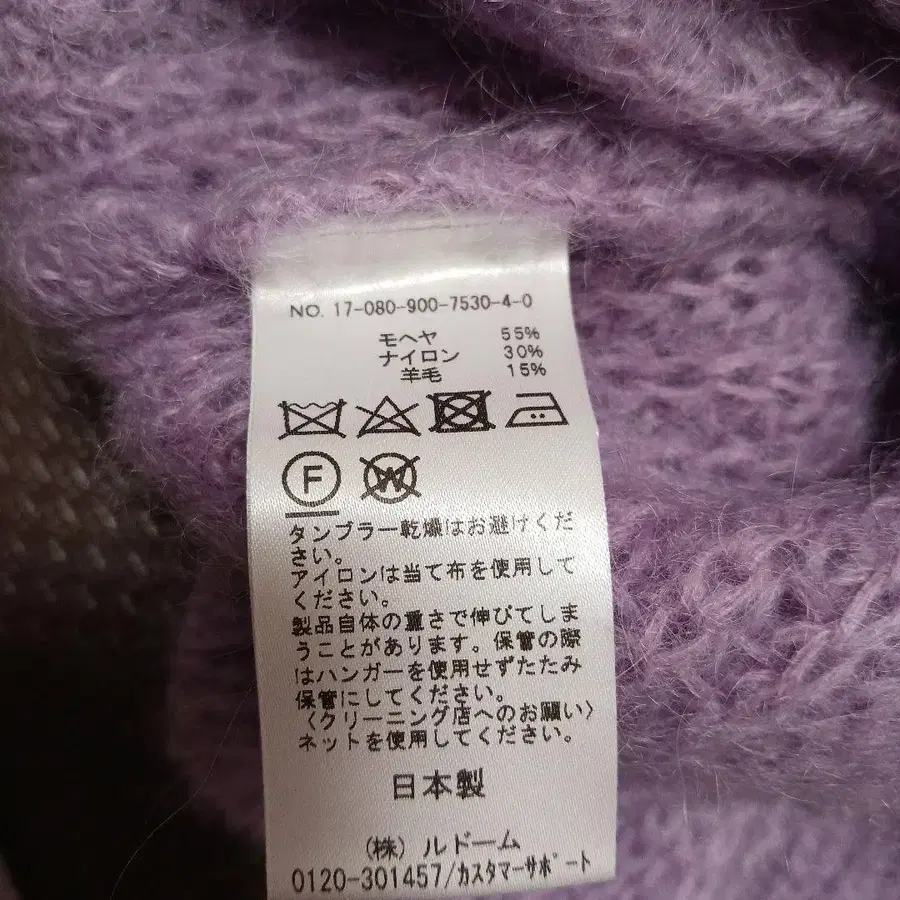 NO. 17-080-900-7530-4-0
モヘヤ 55%
ナイロン 30%
羊毛 15%
F W
タンブラー乾燥はお避けくだ
さい。
アイロンは当て布を使用して
ください。
製品自体の重さで伸びてしま
うことがあります。保管の際
はハンガーを使用せずたたみ
保管にしてください。
〈クリーニング店へのお願い〉
ネットを使用してください。
日本製
(株) ルドーム
0120-301457/カスタマーサポート